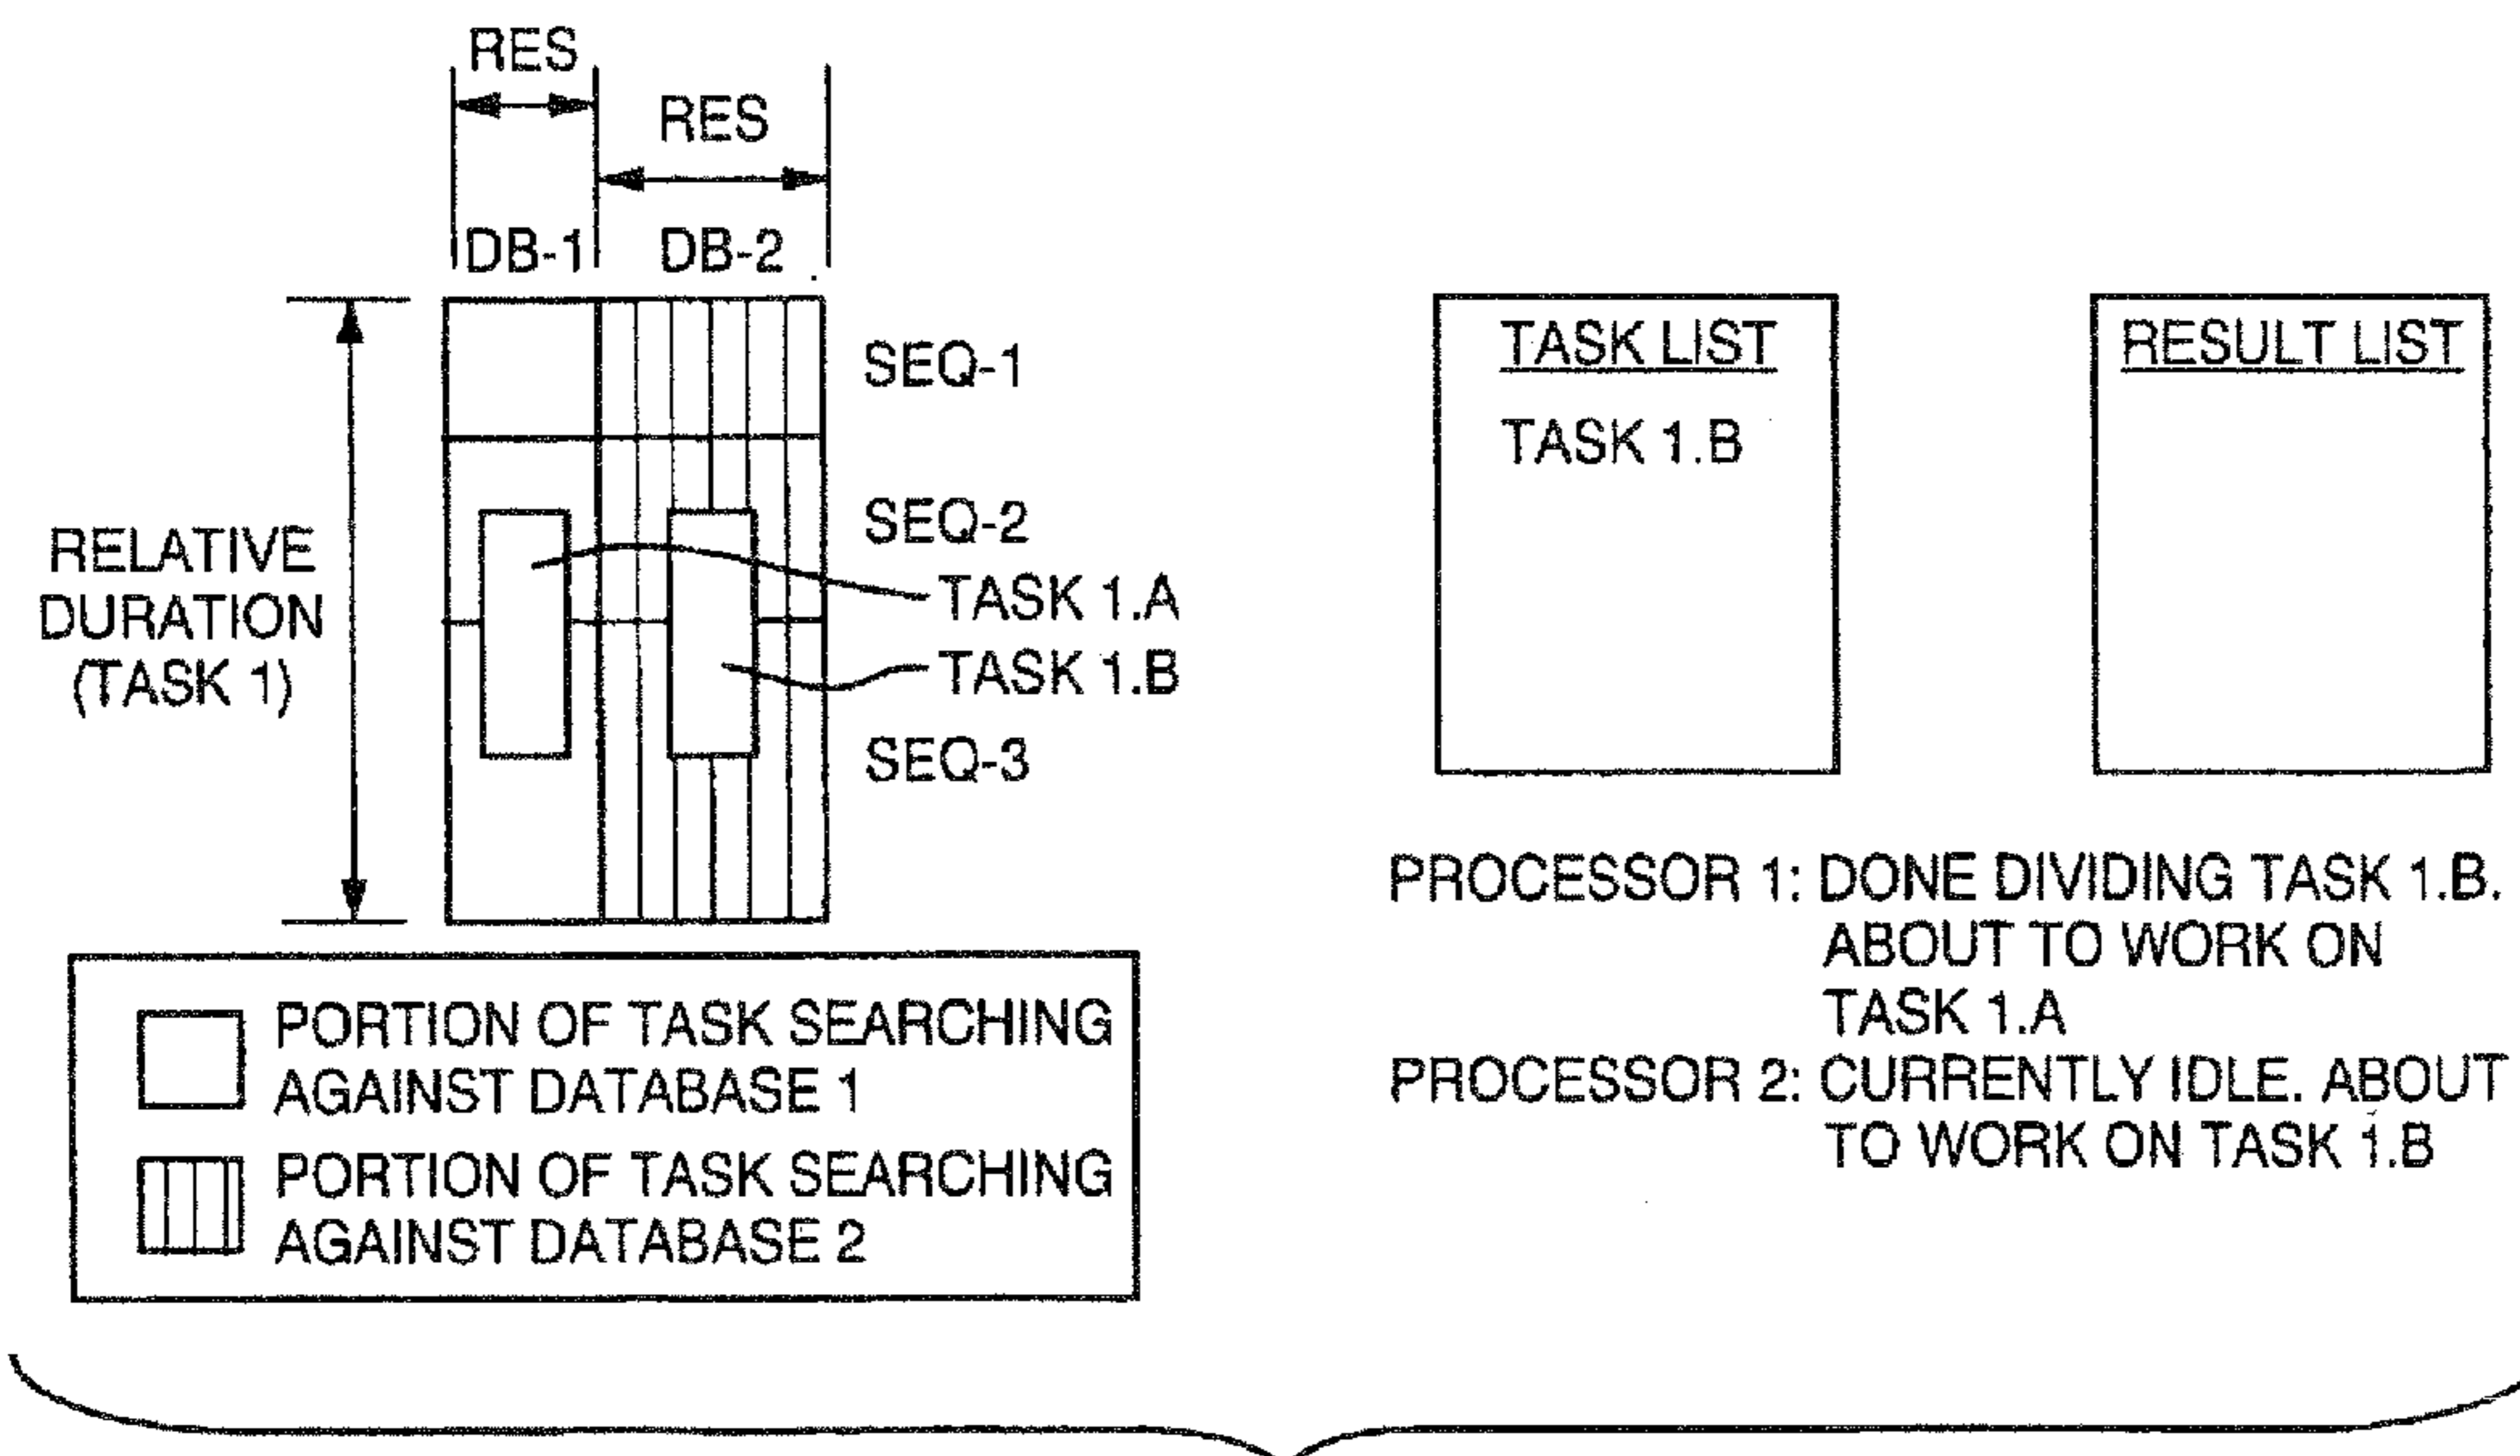 RES
RES
DB-1
DB-2
SEQ-1
SEQ-2
TASK 1.A
TASK 1.B
SEQ-3
RELATIVE
DURATION
(TASK 1)
PORTION OF TASK SEARCHING
AGAINST DATABASE 1
PORTION OF TASK SEARCHING
AGAINST DATABASE 2
TASK LIST
TASK 1.B
RESULT LIST
PROCESSOR 1: DONE DIVIDING TASK 1.B.
ABOUT TO WORK ON
TASK 1.A
PROCESSOR 2: CURRENTLY IDLE. ABOUT
TO WORK ON TASK 1.B